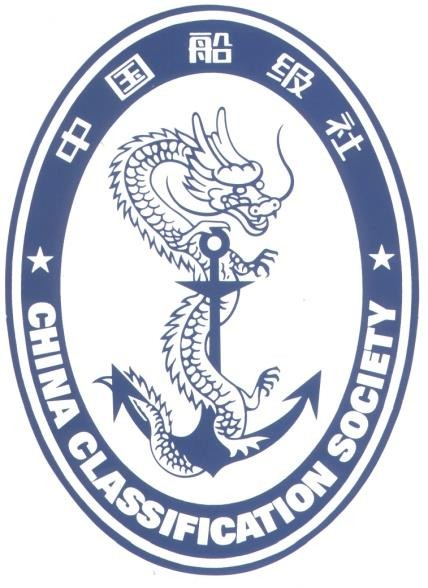 中国船级社
CHINA CLASSIFICATION SOCIETY